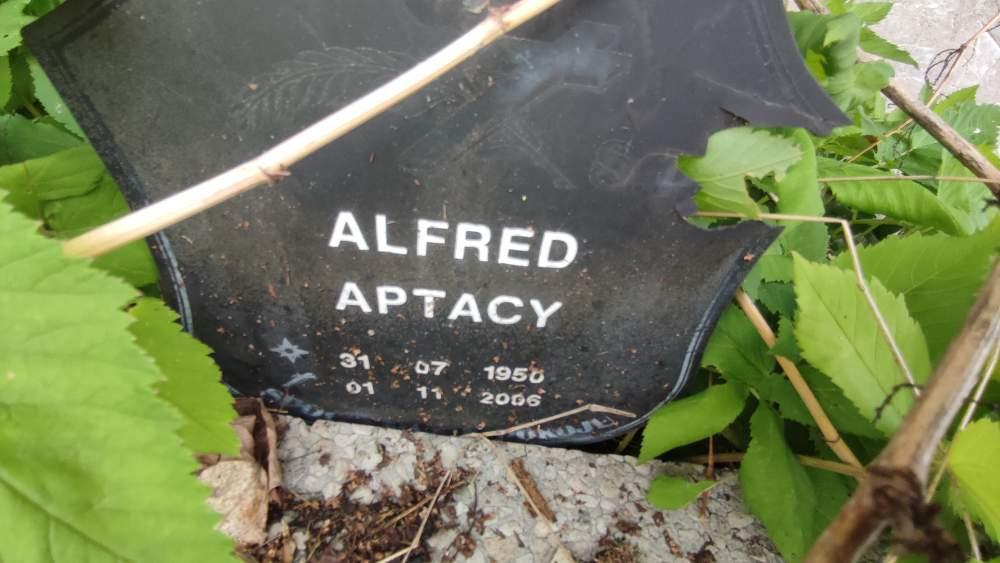 ALFRED
APTACY
31 07 1950
01 11 2006